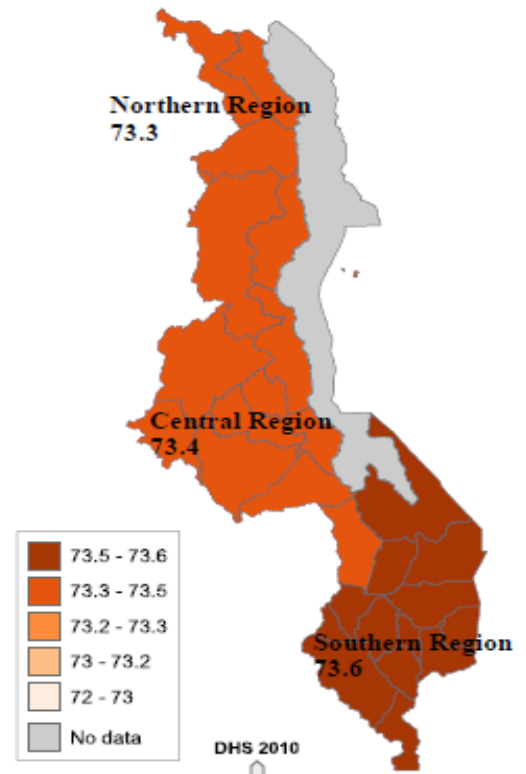 Northern Region
73.3
Central Region
73.4
Southern Region
73.6
73.5 - 73.6
73.3 - 73.5
73.2 - 73.3
73 - 73.2
72 - 73
No data
DHS 2010